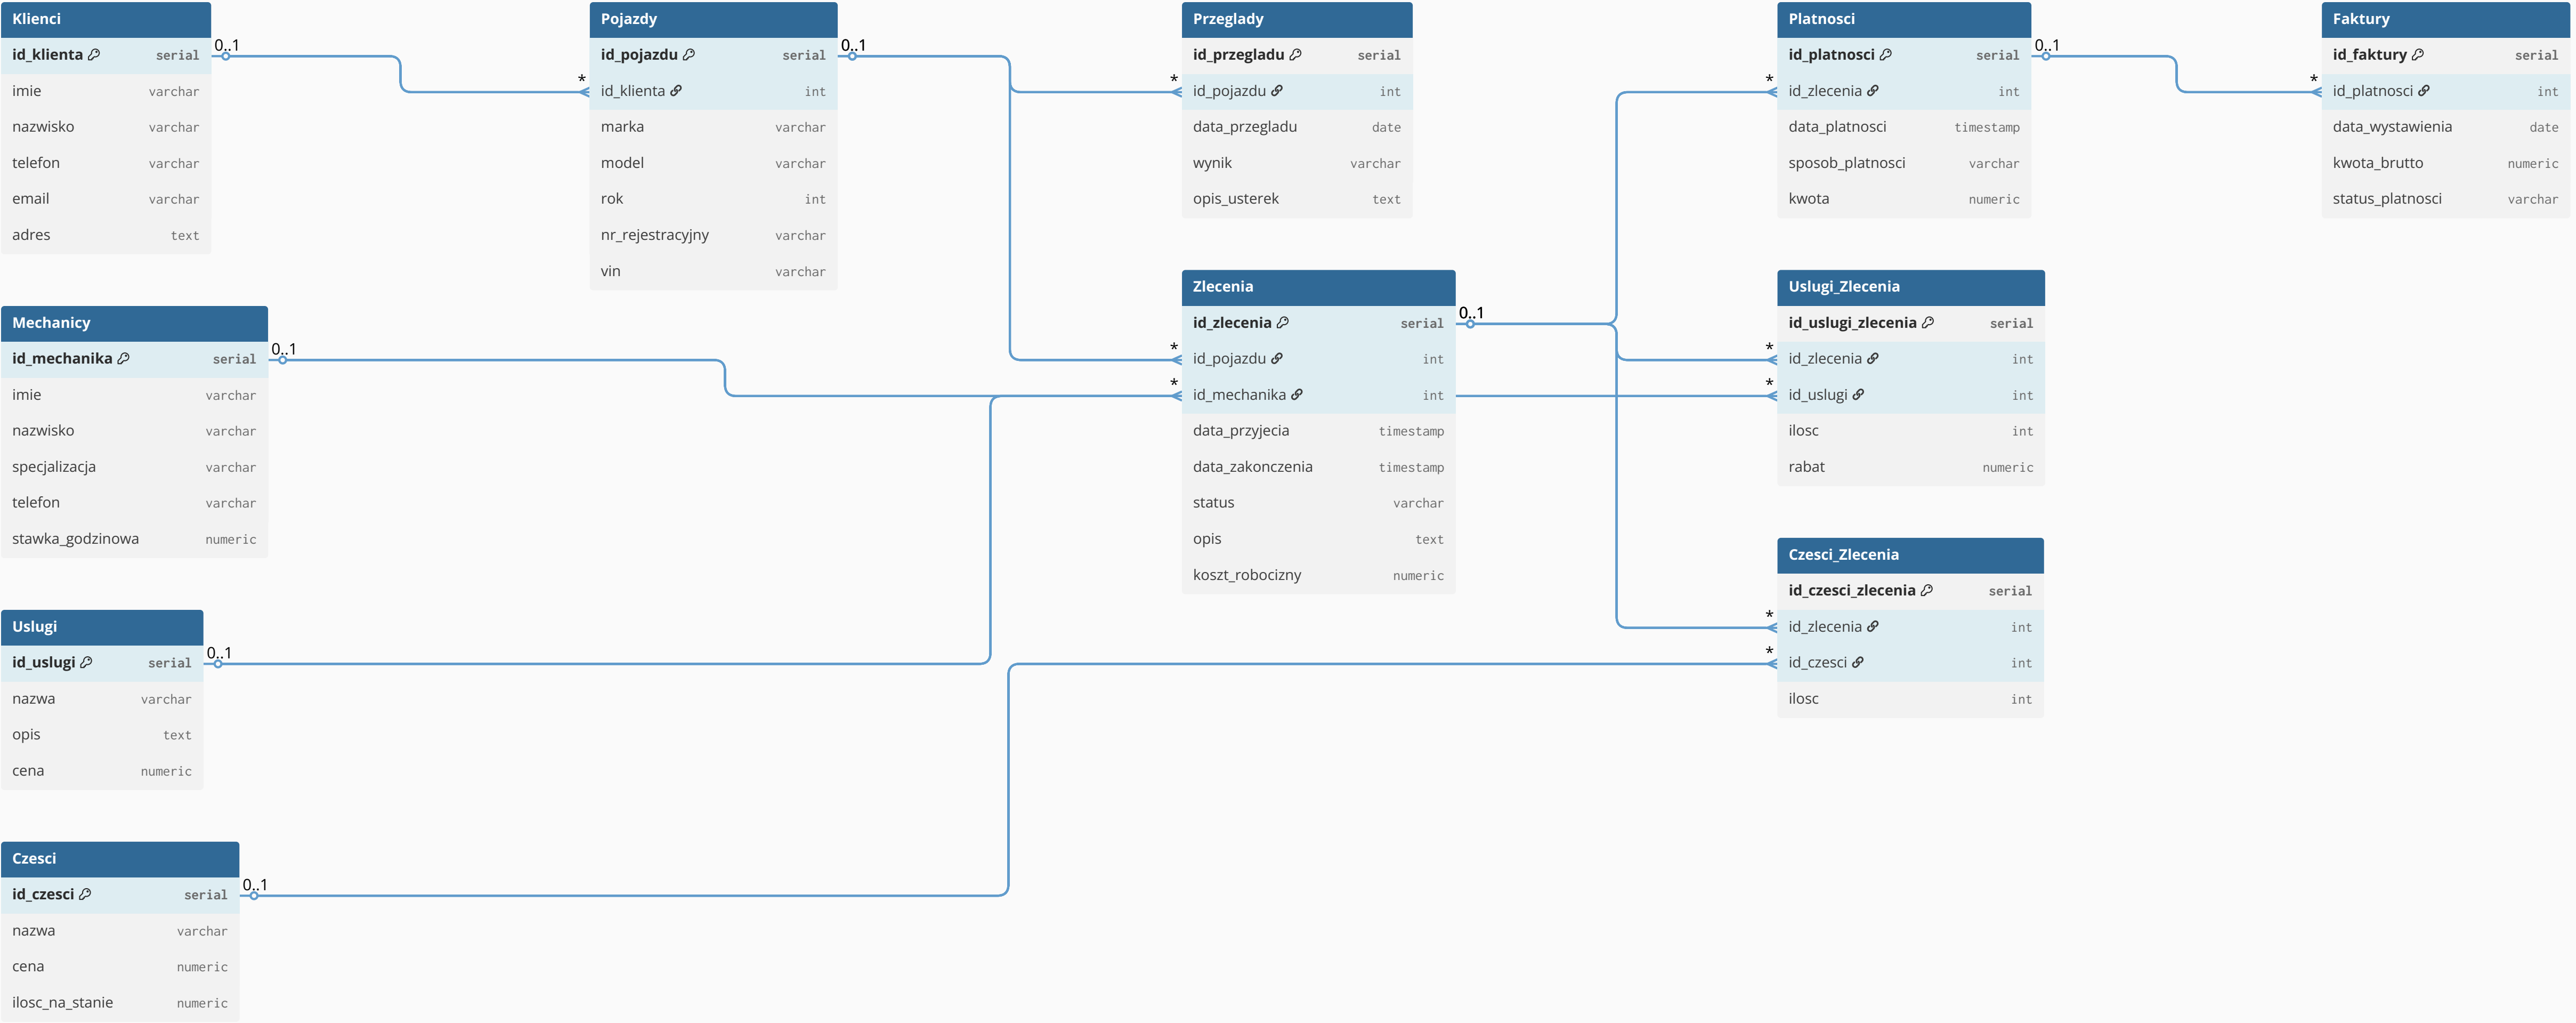 Klienci
id_klienta serial
imie varchar
nazwisko varchar
telefon varchar
email varchar
adres text
0..1
*
Pojazdy
id_pojazdu serial
id_klienta int
marka varchar
model varchar
rok int
nr_rejestracyjny varchar
vin varchar
0..1
*
Przeglady
id_przegladu serial
id_pojazdu int
data_przegladu date
wynik varchar
opis_usterek text
*
Platnosci
id_platnosci serial
id_zlecenia int
data_platnosci timestamp
sposob_platnosci varchar
kwota numeric
0..1
*
Faktury
id_faktury serial
id_platnosci int
data_wystawienia date
kwota_brutto numeric
status_platnosci varchar
Mechanicy
id_mechanika serial
imie varchar
nazwisko varchar
specjalizacja varchar
telefon varchar
stawka_godzinowa numeric
0..1
*
*
Zlecenia
id_zlecenia serial
id_pojazdu int
id_mechanika int
data_przyjecia timestamp
data_zakonczenia timestamp
status varchar
opis text
koszt_robocizny numeric
0..1
*
*
Uslugi_Zlecenia
id_uslugi_zlecenia serial
id_zlecenia int
id_uslugi int
ilosc int
rabat numeric
Uslugi
id_uslugi serial
nazwa varchar
opis text
cena numeric
0..1
*
*
Czesci_Zlecenia
id_czesci_zlecenia serial
id_zlecenia int
id_czesci int
ilosc int
Czesci
id_czesci serial
nazwa varchar
cena numeric
ilosc_na_stanie numeric
0..1